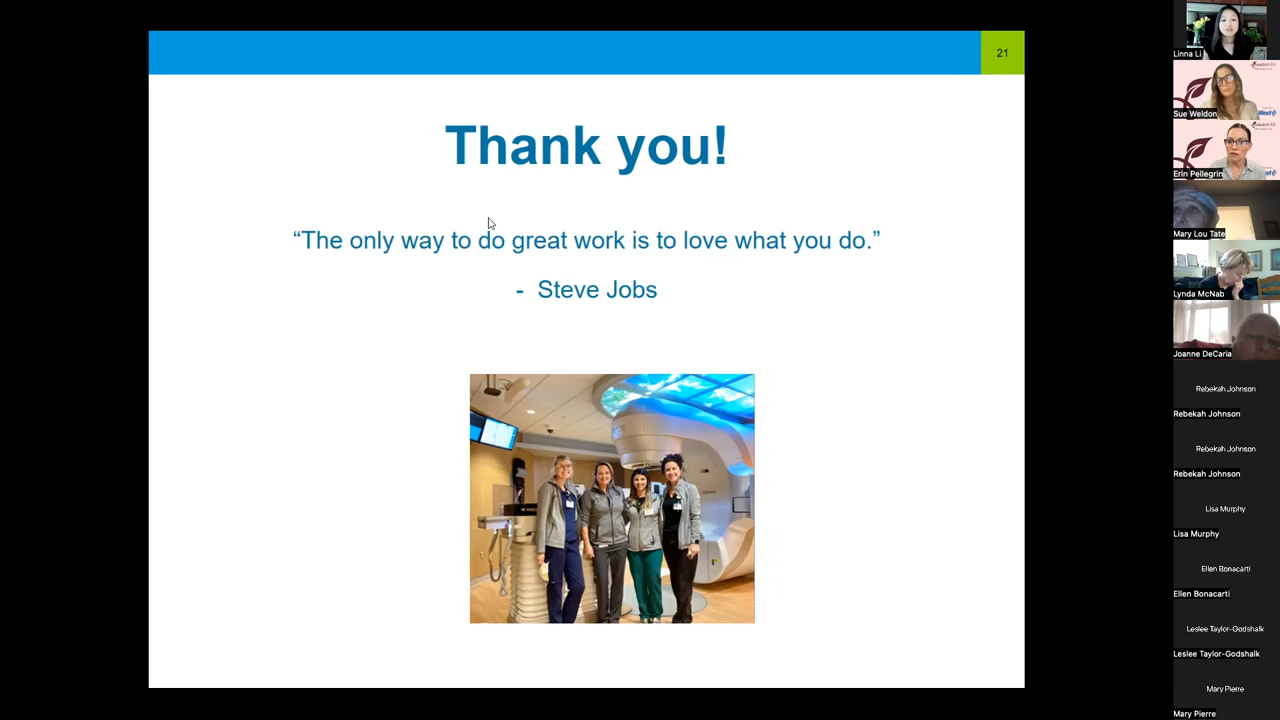 21
Thank you!
“The only way to do great work is to love what you do.”
- Steve Jobs
Linna Li
Sue Weldon
Erin Pellegrin
Mary Lou Tate
Lynda McNab
Joanne DeCaria
Rebekah Johnson
Rebekah Johnson
Rebekah Johnson
Rebekah Johnson
Lisa Murphy
Lisa Murphy
Ellen Bonacarti
Ellen Bonacarti
Leslee Taylor-Godshalk
Leslee Taylor-Godshalk
Mary Pierre
Mary Pierre